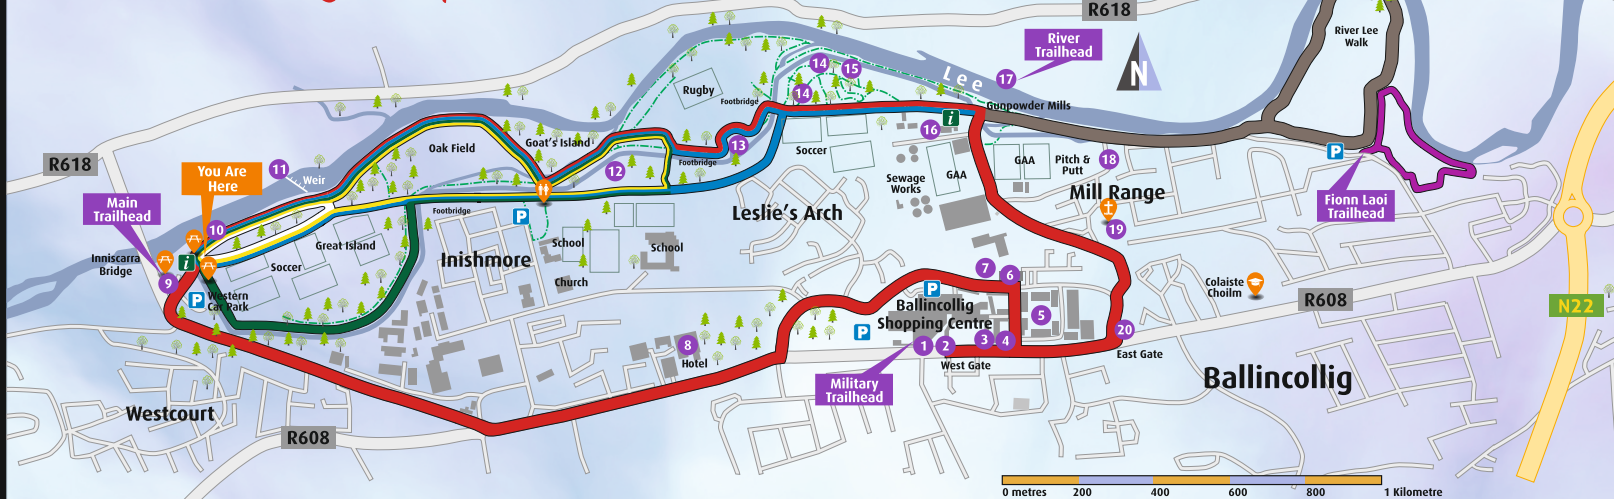 R618
River Lee
Walk
River
Trailhead
N
Lee
17
14
15
14
Rugby
Footbridge
Gunpowder Mills
i
16
R618
You Are
Here
11
Weir
Oak Field
Goat's Island
12
Footbridge
13
Soccer
Sewage
Works
GAA
GAA
Pitch &
Putt
18
P
Mill Range
19
Fionn Laoi
Trailhead
Main
Trailhead
10
Footbridge
P
Leslie's Arch
Great Island
Inishmore
School
School
Church
Inniscarra
Bridge
i
9
Soccer
P
Western
Car Park
7
6
P
Ballincollig
Shopping Centre
5
Colaiste
Choilm
R608
N22
P
8
Hotel
1
2
3
4
20
West Gate
East Gate
Military
Trailhead
Ballincollig
Westcourt
R608
0 metres
200
400
600
800
1 Kilometre